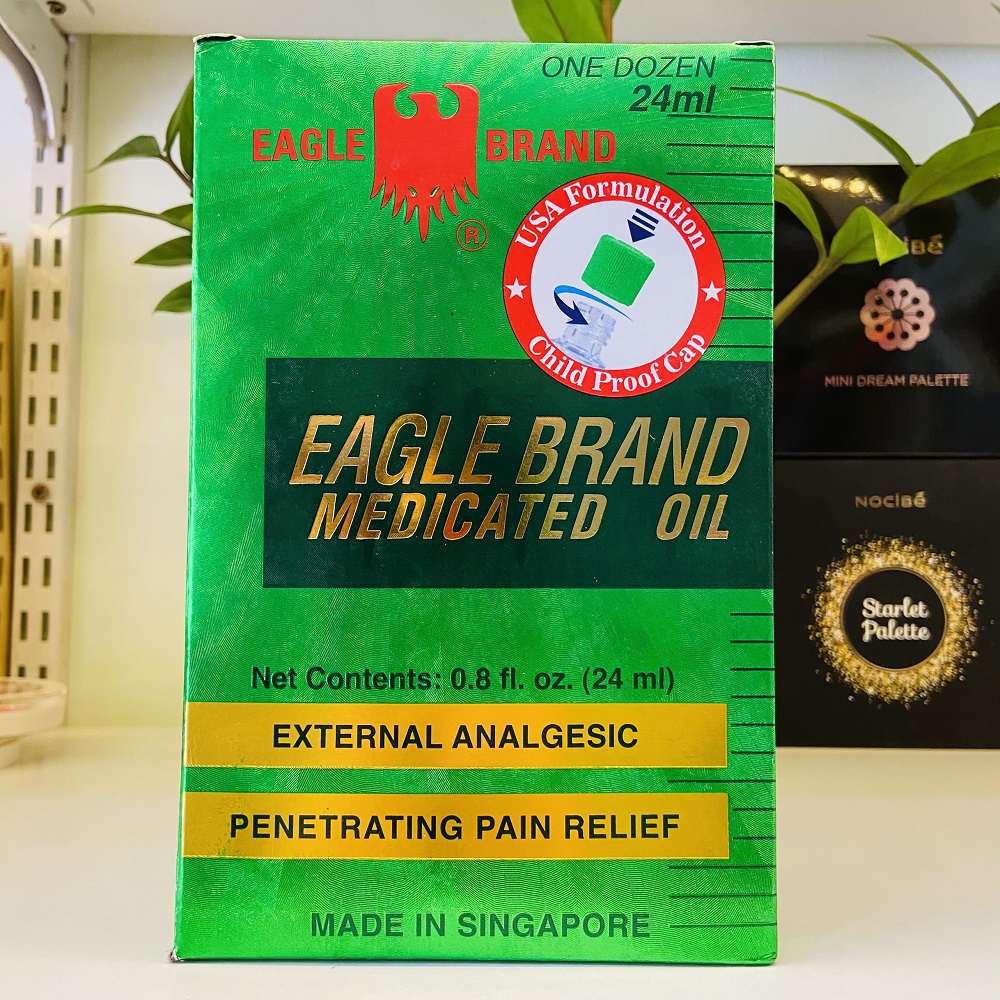 ONE DOZEN
24ml
EAGLE BRAND
®
USA Formulation
Child Proof Cap
EAGLE BRAND
MEDICATED OIL
Net Contents: 0.8 fl. oz. (24 ml)
EXTERNAL ANALGESIC
PENETRATING PAIN RELIEF
MADE IN SINGAPORE
MINI DREAM PALETTE
NOCIBÉ
Starlet
Palette